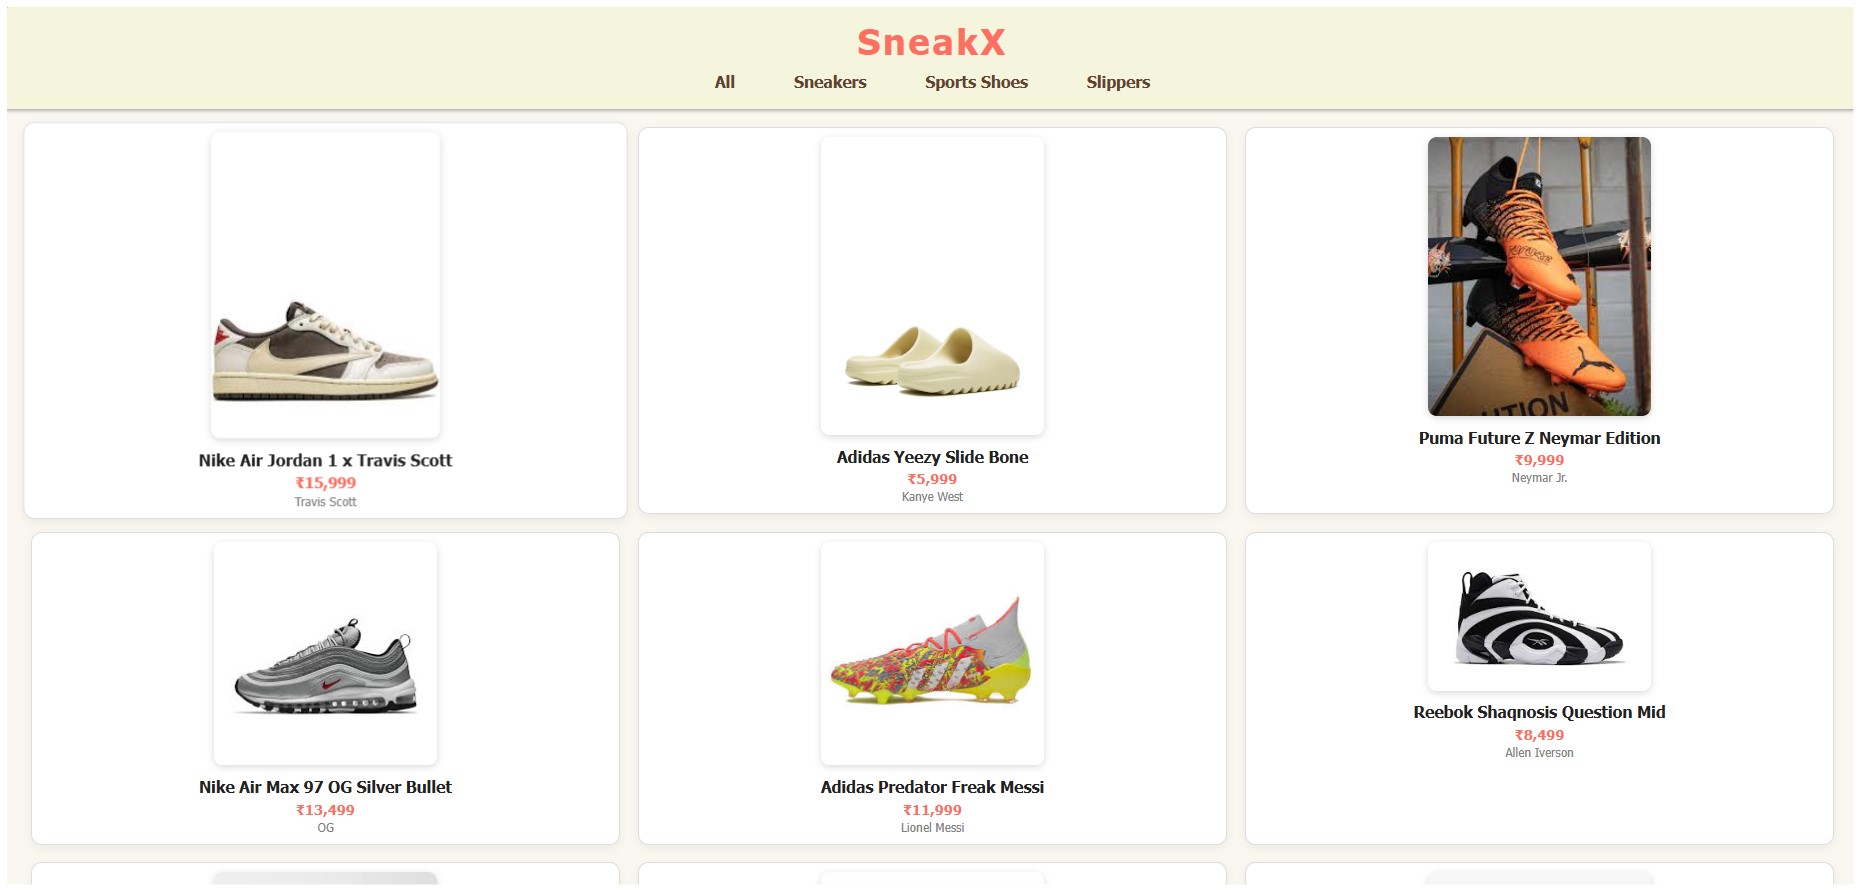 SneakX
All Sneakers Sports Shoes Slippers
Nike Air Jordan 1 x Travis Scott
₹15,999
Travis Scott
Adidas Yeezy Slide Bone
₹5,999
Kanye West
FUTURE
UTION
Puma Future Z Neymar Edition
₹9,999
Neymar Jr.
Nike Air Max 97 OG Silver Bullet
₹13,499
OG
Adidas Predator Freak Messi
₹11,999
Lionel Messi
Reebok Shaqnosis Question Mid
₹8,499
Allen Iverson